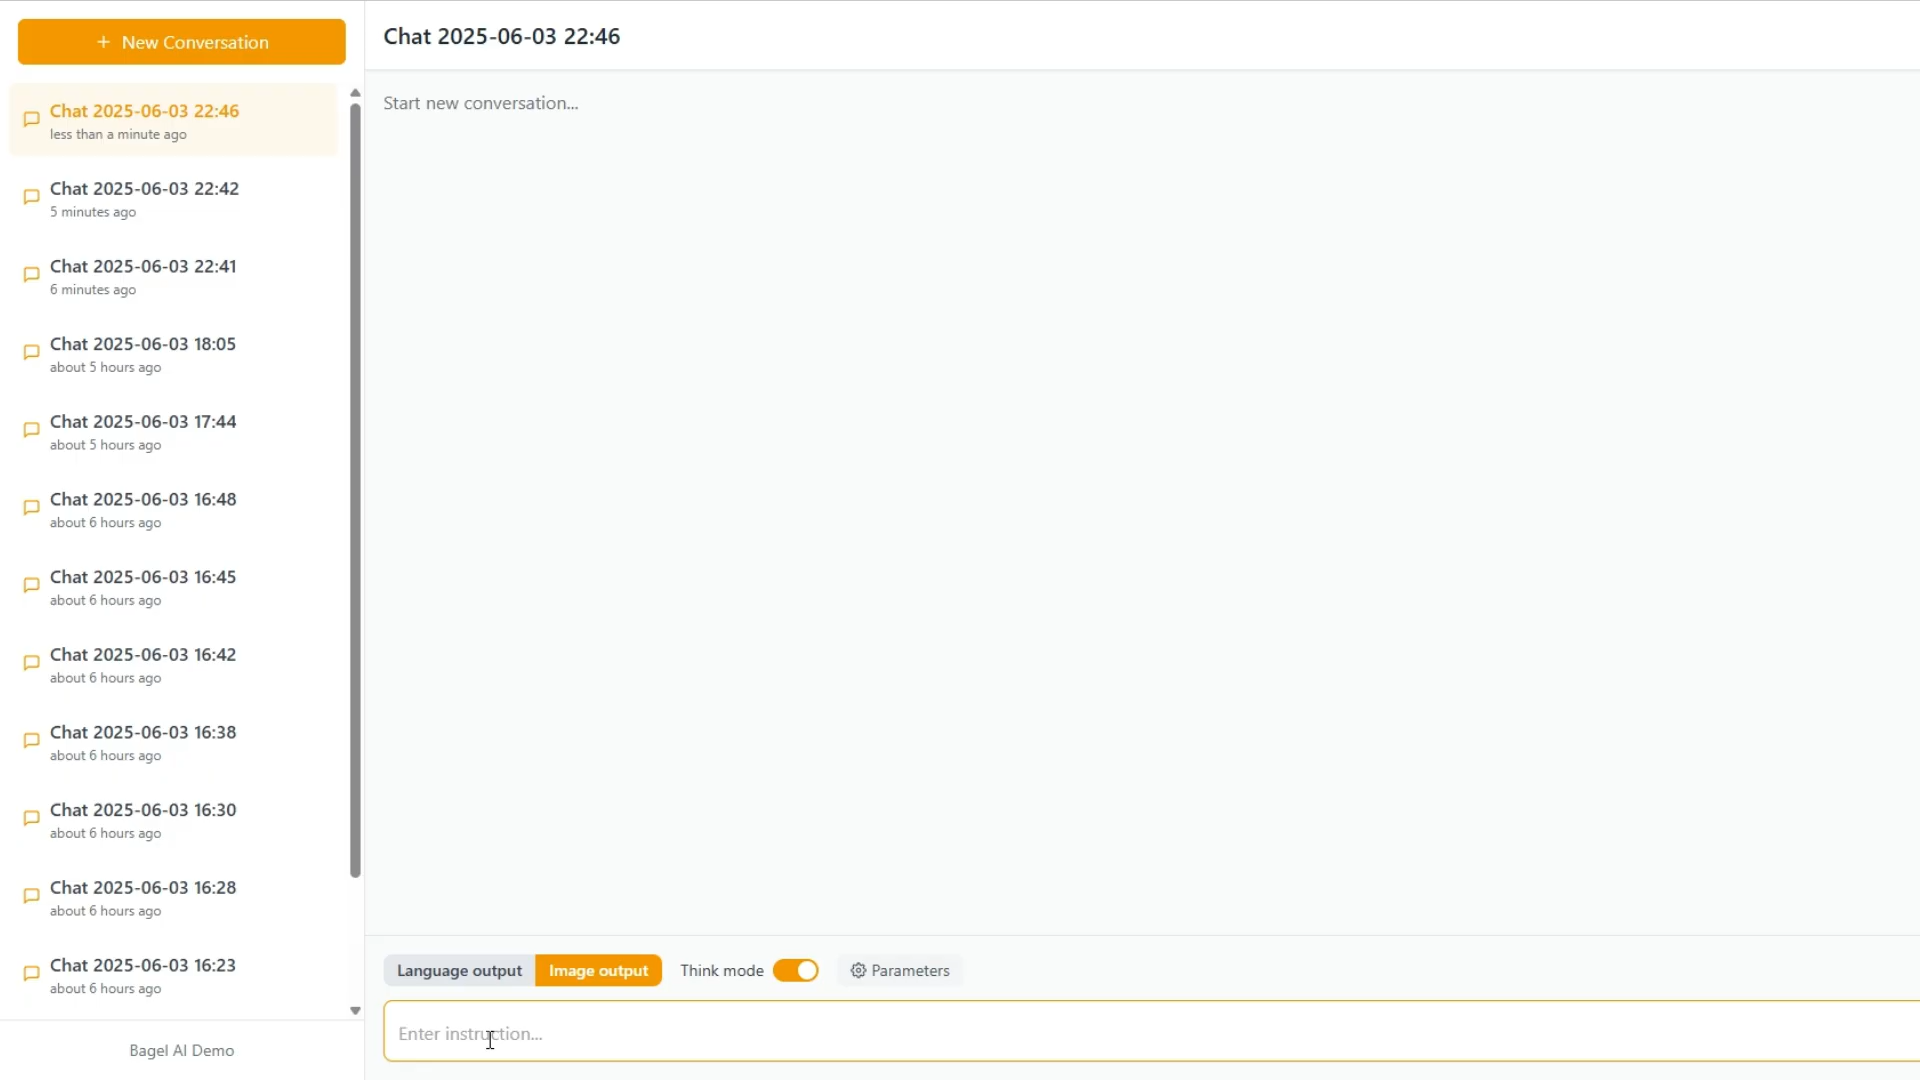 + New Conversation
Chat 2025-06-03 22:46
less than a minute ago
Chat 2025-06-03 22:42
5 minutes ago
Chat 2025-06-03 22:41
6 minutes ago
Chat 2025-06-03 18:05
about 5 hours ago
Chat 2025-06-03 17:44
about 5 hours ago
Chat 2025-06-03 16:48
about 6 hours ago
Chat 2025-06-03 16:45
about 6 hours ago
Chat 2025-06-03 16:42
about 6 hours ago
Chat 2025-06-03 16:38
about 6 hours ago
Chat 2025-06-03 16:30
about 6 hours ago
Chat 2025-06-03 16:28
about 6 hours ago
Chat 2025-06-03 16:23
about 6 hours ago
Bagel AI Demo
Chat 2025-06-03 22:46
Start new conversation...
Language output Image output Think mode Parameters
Enter instruction...